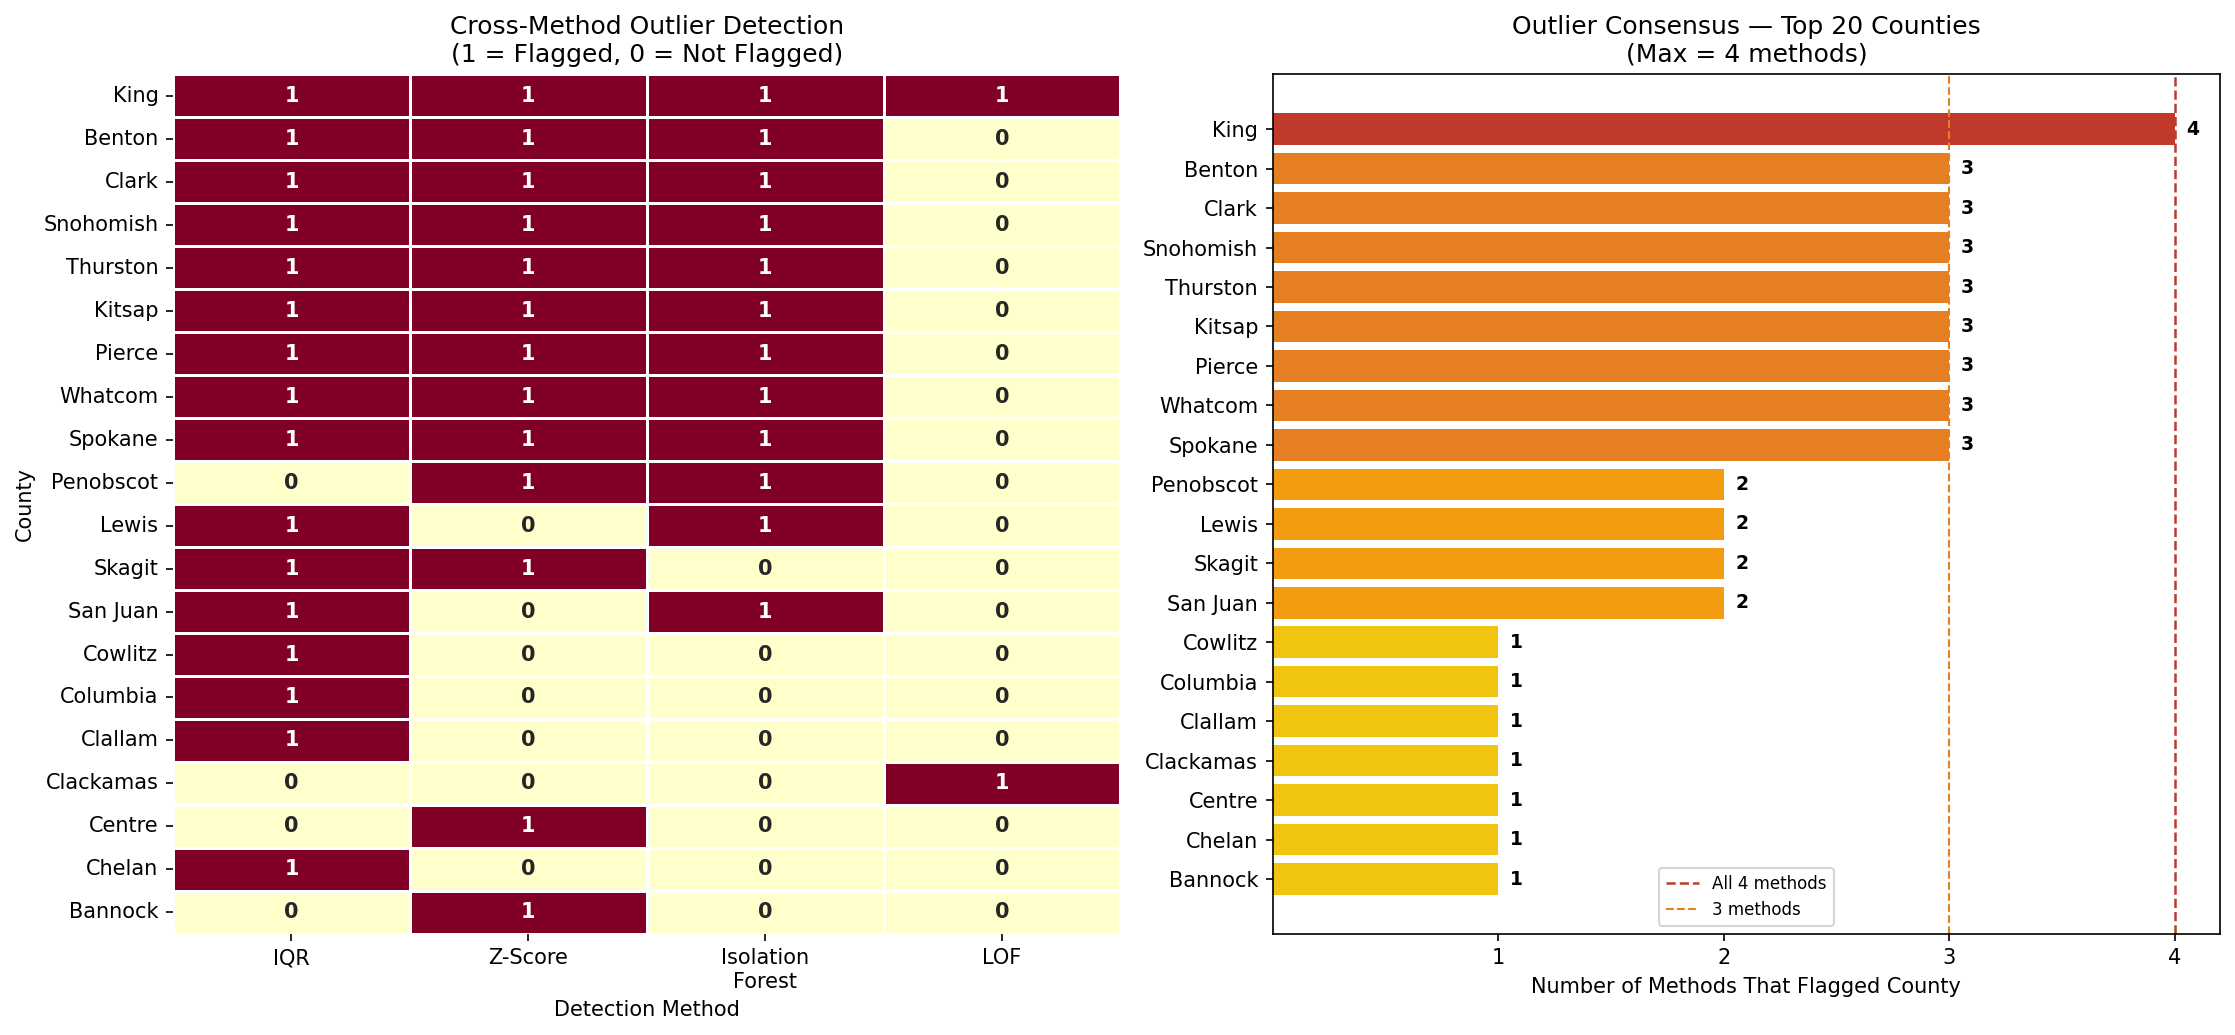 Cross-Method Outlier Detection
(1 = Flagged, 0 = Not Flagged)
County
King 1 1 1 1
Benton 1 1 1 0
Clark 1 1 1 0
Snohomish 1 1 1 0
Thurston 1 1 1 0
Kitsap 1 1 1 0
Pierce 1 1 1 0
Whatcom 1 1 1 0
Spokane 1 1 1 0
Penobscot 0 1 1 0
Lewis 1 0 1 0
Skagit 1 1 0 0
San Juan 1 0 1 0
Cowlitz 1 0 0 0
Columbia 1 0 0 0
Clallam 1 0 0 0
Clackamas 0 0 0 1
Centre 0 1 0 0
Chelan 1 0 0 0
Bannock 0 1 0 0
IQR Z-Score Isolation LOF
Forest
Detection Method
Outlier Consensus — Top 20 Counties
(Max = 4 methods)
King 4
Benton 3
Clark 3
Snohomish 3
Thurston 3
Kitsap 3
Pierce 3
Whatcom 3
Spokane 3
Penobscot 2
Lewis 2
Skagit 2
San Juan 2
Cowlitz 1
Columbia 1
Clallam 1
Clackamas 1
Centre 1
Chelan 1
Bannock 1
All 4 methods
3 methods
1 2 3 4
Number of Methods That Flagged County